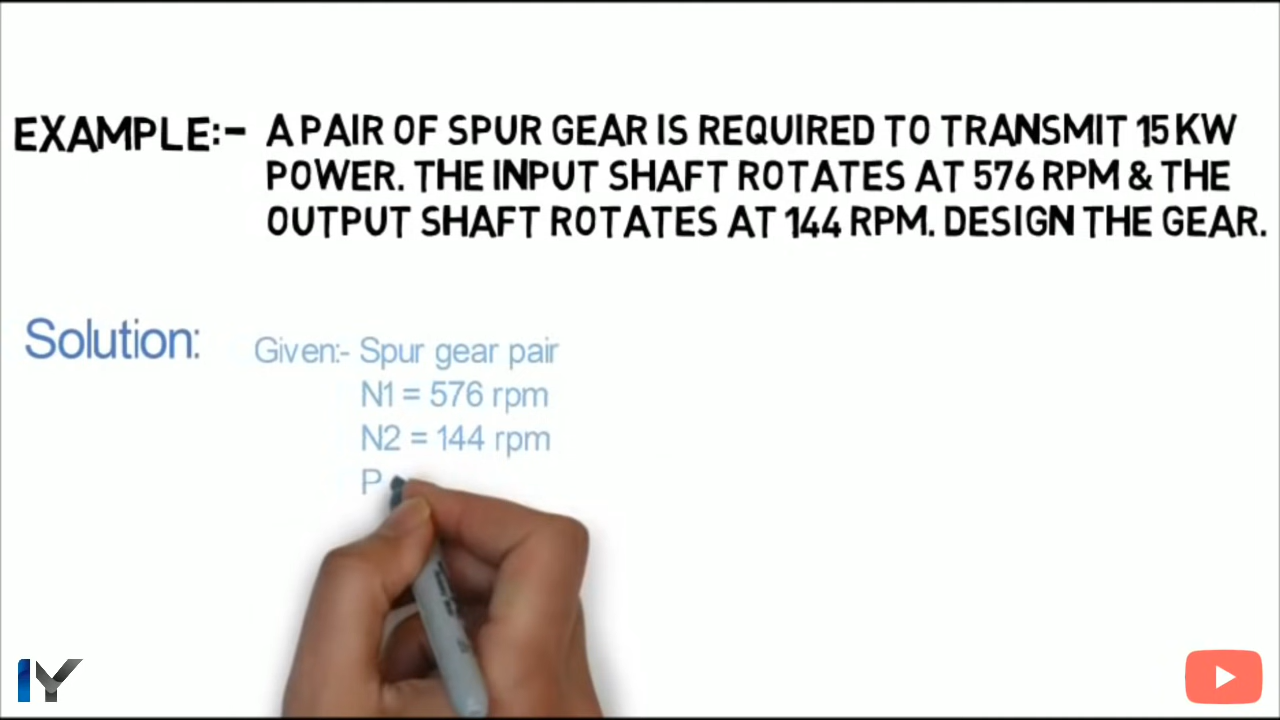 EXAMPLE:- A PAIR OF SPUR GEAR IS REQUIRED TO TRANSMIT 15 KW
POWER. THE INPUT SHAFT ROTATES AT 576 RPM & THE
OUTPUT SHAFT ROTATES AT 144 RPM. DESIGN THE GEAR.
Solution: Given:- Spur gear pair
N1 = 576 rpm
N2 = 144 rpm
P
IY